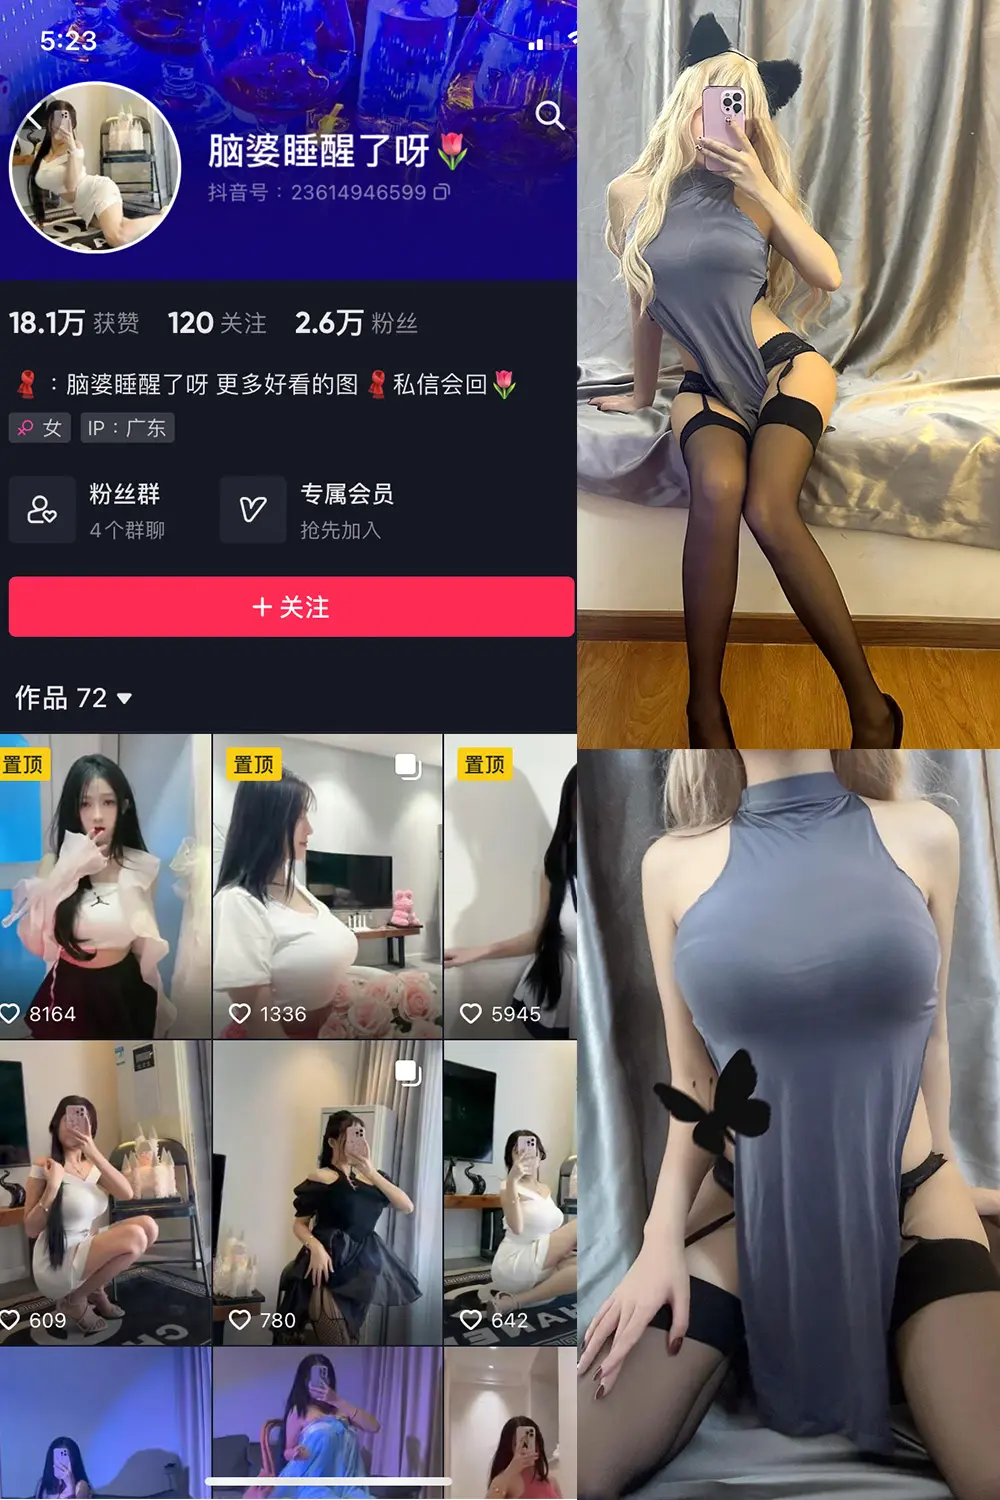 5:23
脑婆睡醒了呀🌷
抖音号：23614946599
18.1万 获赞 120 关注 2.6万 粉丝
🧣：脑婆睡醒了呀 更多好看的图 🧣私信会回🌷
女 IP：广东
粉丝群 专属会员
4个群聊 抢先加入
+ 关注
作品 72
置顶 置顶 置顶
8164 1336 5945
609 780 642